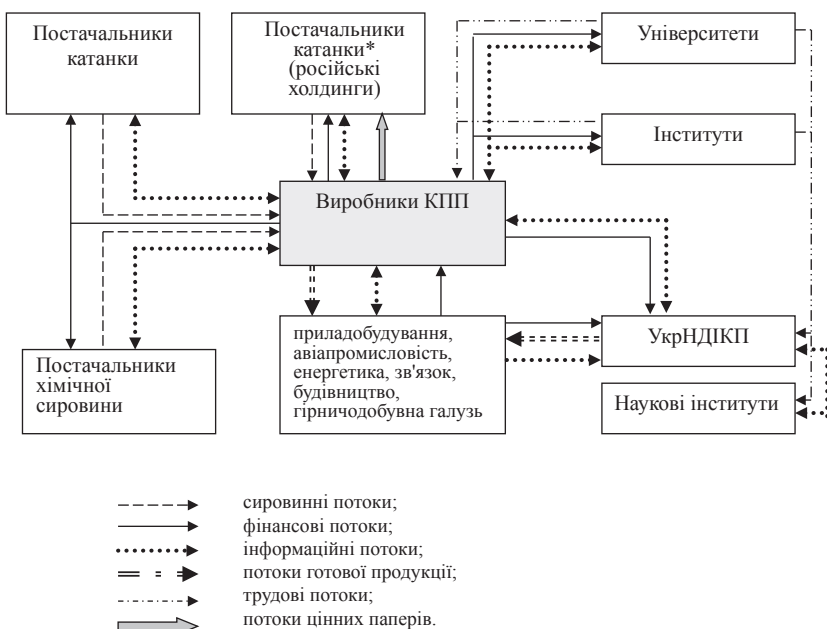 Постачальники
катанки
Постачальники
катанки*
(російські
холдинги)
Університети
Інститути
Виробники КПП
приладобудування,
авіапромисловість,
енергетика, зв'язок,
будівництво,
гірничодобувна галузь
УкрНДІКП
Постачальники
хімічної
сировини
Наукові інститути
сировинні потоки;
фінансові потоки;
інформаційні потоки;
потоки готової продукції;
трудові потоки;
потоки цінних паперів.